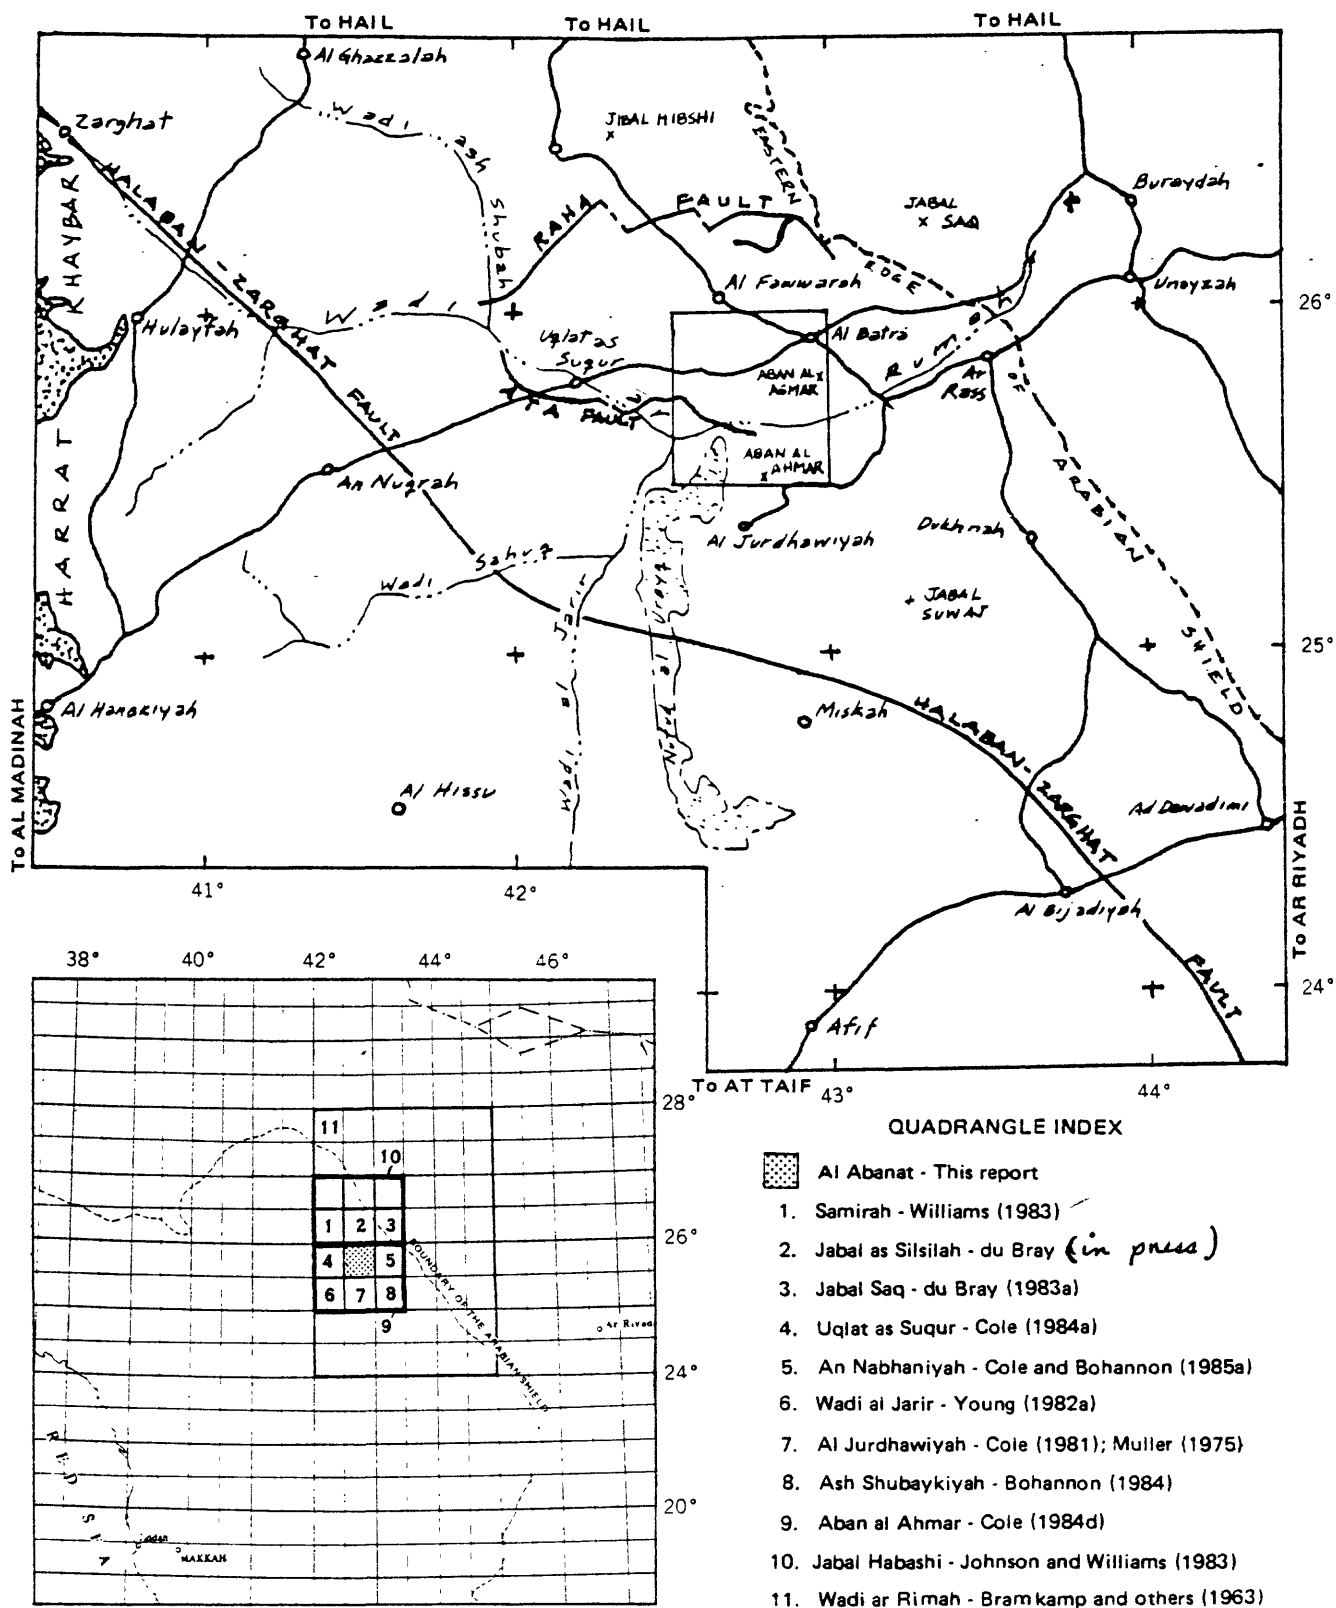 To HAIL
To HAIL
To HAIL
Al Ghazzalah
Zarghat
Wadi ash Shubah
JIBAL HIBSHI
x
EASTERN
EDGE
OF
ARABIAN
SHIELD
HALABAN - ZARGHAT FAULT
RAHA FAULT
JABAL
x SAQ
Buraydah
HARRAT KHAYBAR
Al Fawwarah
Unayzah
26°
Hulayfah
Wadi
Uqlat as
Suqur
Al Batra
ABAN AL x
ASMAR
Ar
Rass
FAULT
ABAN AL
x AHMAR
An Nuqrah
Al Jurdhawiyah
Dukhnah
Wadi Sahuq
JABAL
SUWAJ
25°
Wadi al Jarir
Nafud al Urayq
Al Hanakiyah
Miskah
HALABAN - ZARGHAT FAULT
Al Hissu
Ad Dawadimi
To AL MADINAH
To AR RIYADH
41°
42°
Al Bijadiyah
Afif
24°
To AT TAIF
43°
44°
38°
40°
42°
44°
46°
28°
26°
24°
20°
11
10
1
2
3
4
5
6
7
8
9
BOUNDARY OF THE ARABIAN SHIELD
RED SEA
MAKKAH
QUADRANGLE INDEX
Al Abanat - This report
1. Samirah - Williams (1983)
2. Jabal as Silsilah - du Bray (in press)
3. Jabal Saq - du Bray (1983a)
4. Uqlat as Suqur - Cole (1984a)
5. An Nabhaniyah - Cole and Bohannon (1985a)
6. Wadi al Jarir - Young (1982a)
7. Al Jurdhawiyah - Cole (1981); Muller (1975)
8. Ash Shubaykiyah - Bohannon (1984)
9. Aban al Ahmar - Cole (1984d)
10. Jabal Habashi - Johnson and Williams (1983)
11. Wadi ar Rimah - Bramkamp and others (1963)